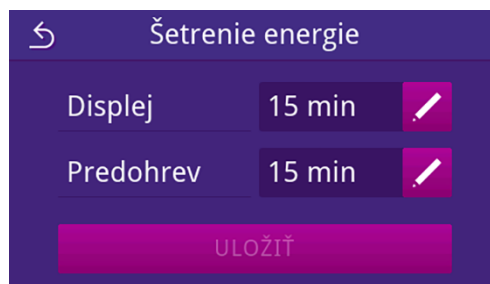 Šetrenie energie
Displej 15 min
Predohrev 15 min
ULOŽIŤ